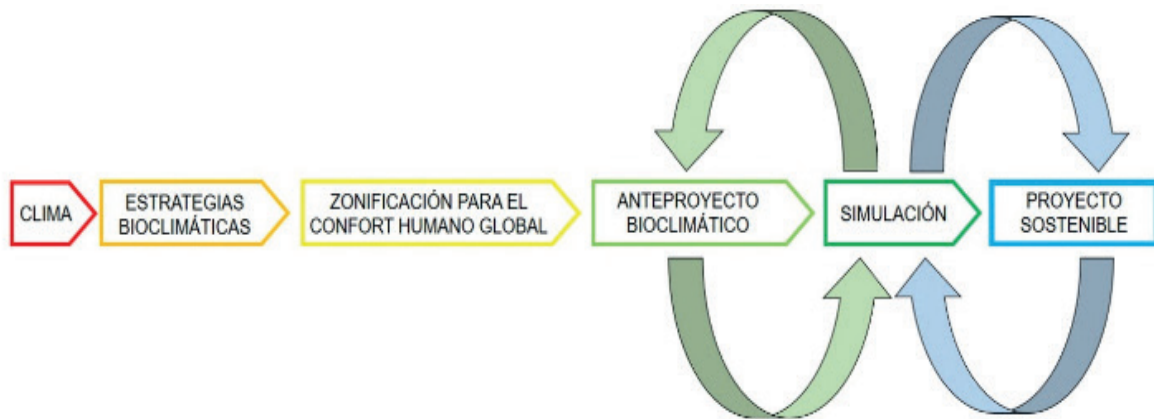 CLIMA
ESTRATEGIAS
BIOCLIMÁTICAS
ZONIFICACIÓN PARA EL
CONFORT HUMANO GLOBAL
ANTEPROYECTO
BIOCLIMÁTICO
SIMULACIÓN
PROYECTO
SOSTENIBLE